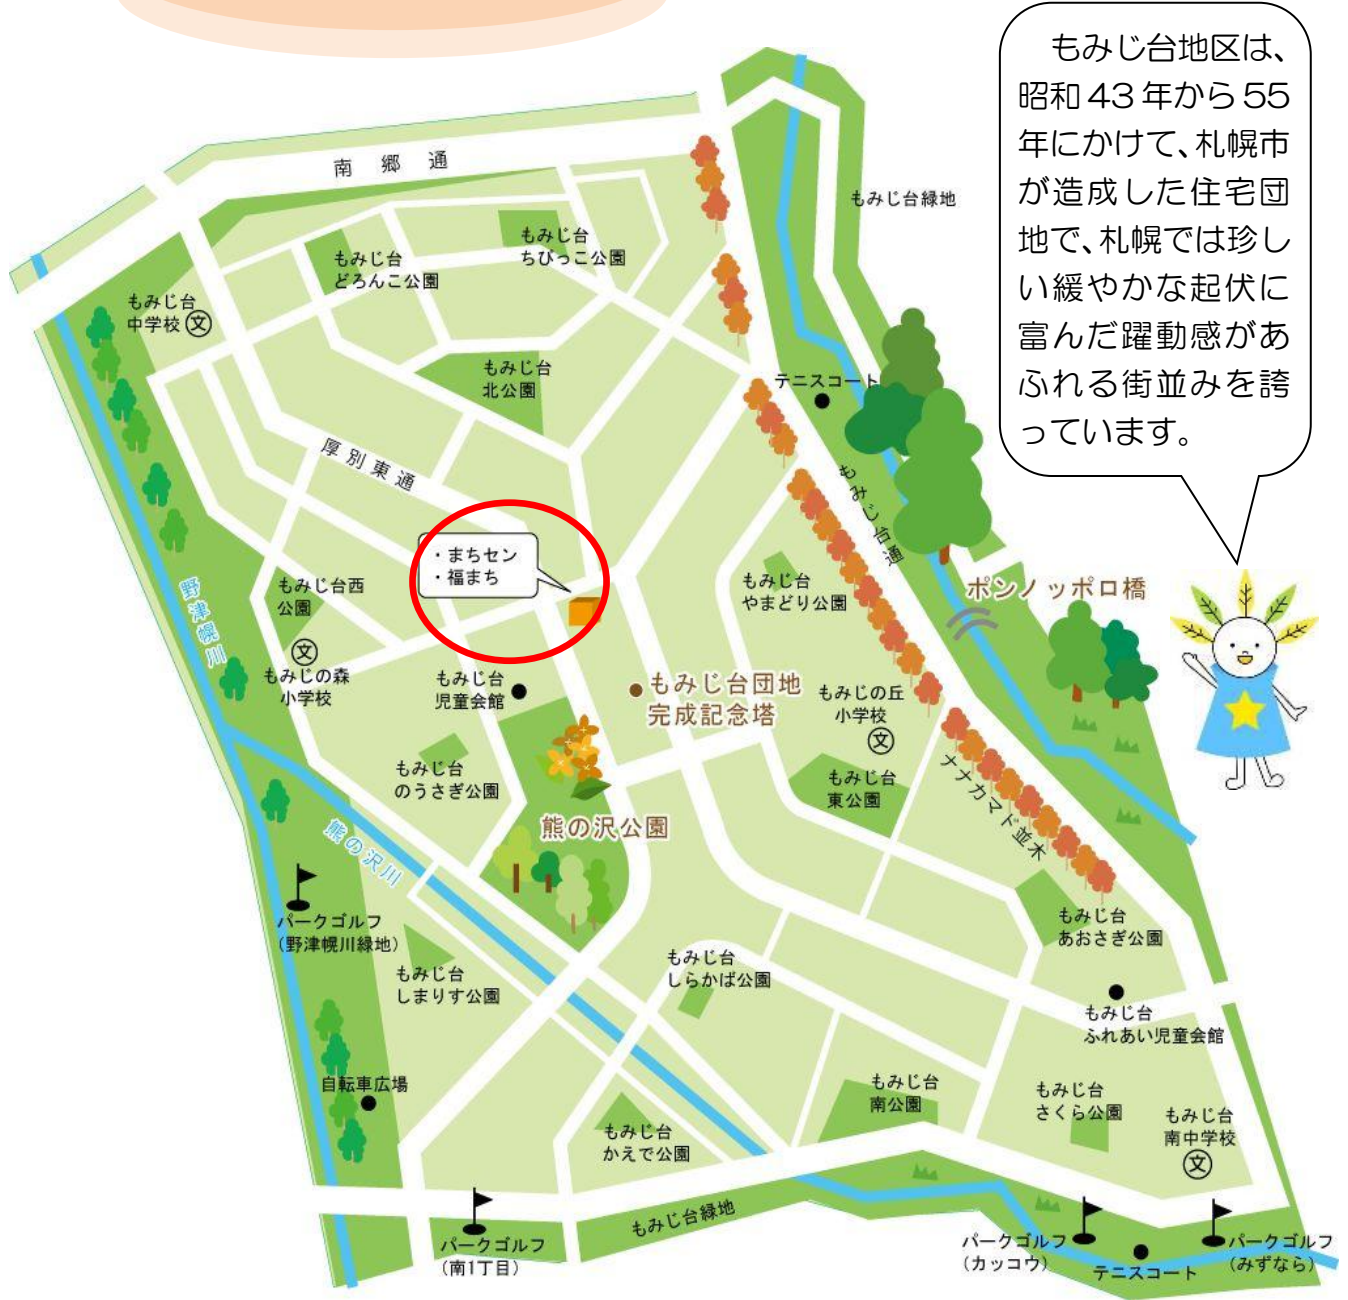 もみじ台地区は、
昭和43年から55
年にかけて、札幌市
が造成した住宅団
地で、札幌では珍し
い緩やかな起伏に
富んだ躍動感があ
ふれる街並みを誇
っています。
南郷通
もみじ台緑地
もみじ台
ちびっこ公園
もみじ台
どろんこ公園
もみじ台
中学校
文
もみじ台
北公園
テニスコート
厚別東通
もみじ台通
・まちセン
・福まち
もみじ台
やまどり公園
ポンノッポロ橋
野津幌川
もみじ台西
公園
文
もみじの森
小学校
もみじ台
児童会館
もみじ台団地
完成記念塔
もみじの丘
小学校
文
もみじ台
のうさぎ公園
もみじ台
東公園
ナナカマド並木
熊の沢公園
熊の沢川
パークゴルフ
(野津幌川緑地)
もみじ台
あおさぎ公園
もみじ台
しまりす公園
もみじ台
しらかば公園
もみじ台
ふれあい児童会館
自転車広場
もみじ台
南公園
もみじ台
さくら公園
もみじ台
南中学校
文
もみじ台
かえで公園
もみじ台緑地
パークゴルフ
(南1丁目)
パークゴルフ
(カッコウ)
テニスコート
パークゴルフ
(みずなら)